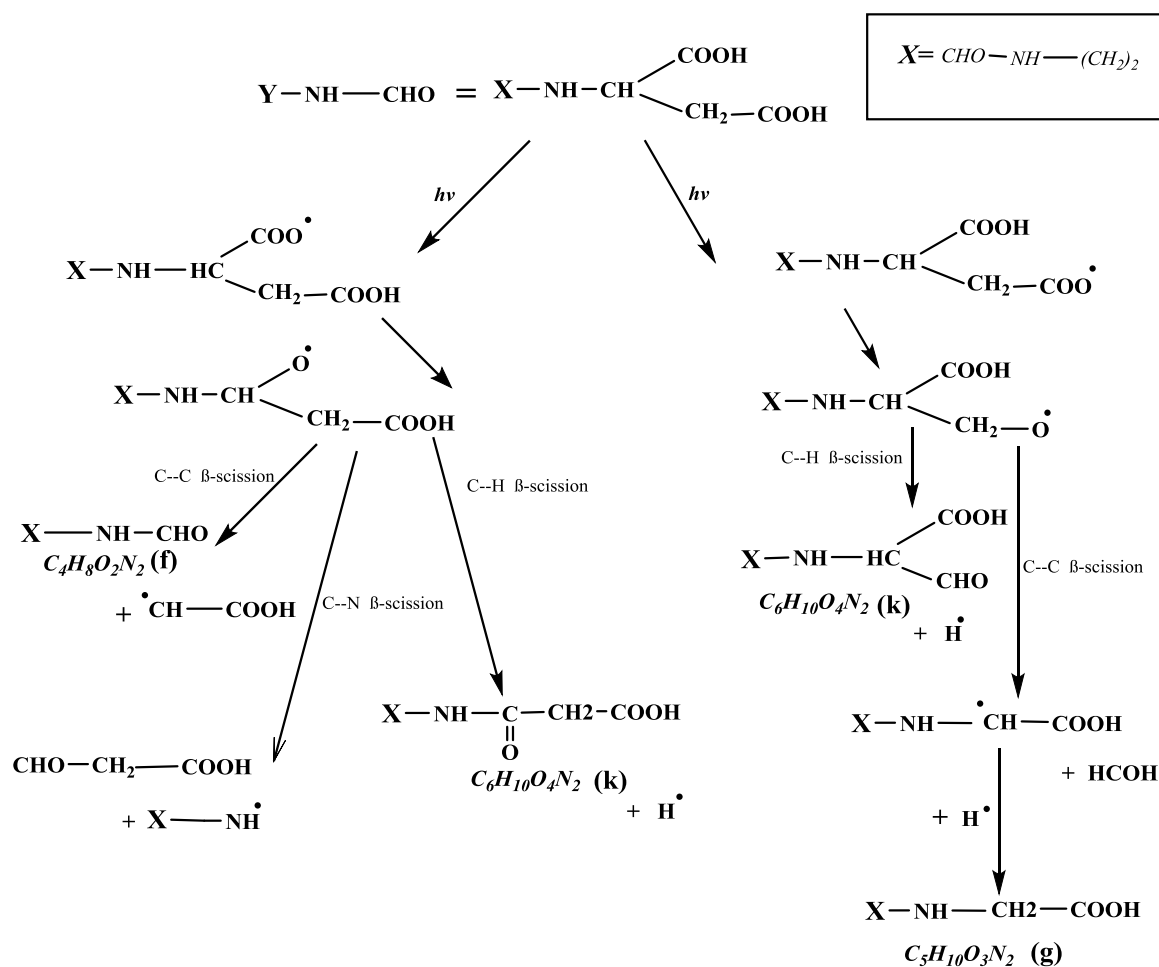 X= CHO—NH—(CH2)2
COOH
Y—NH—CHO = X—NH—CH
CH2—COOH
hν hν
COO•
X—NH—HC
CH2—COOH
COOH
X—NH—CH
CH2—COO•
O•
X—NH—CH
CH2—COOH
COOH
X—NH—CH
CH2—O•
C--C ß-scission
C--H ß-scission
C--H ß-scission
X—NH—CHO
C4H8O2N2 (f)
+ •CH—COOH
C--N ß-scission
COOH
X—NH—HC
CHO
C6H10O4N2 (k)
+ H•
C--C ß-scission
CHO—CH2—COOH
+ X—NH•
X—NH—C—CH2—COOH
O
C6H10O4N2 (k)
+ H•
X—NH—•CH—COOH
+ HCOH
+ H•
X—NH—CH2—COOH
C5H10O3N2 (g)